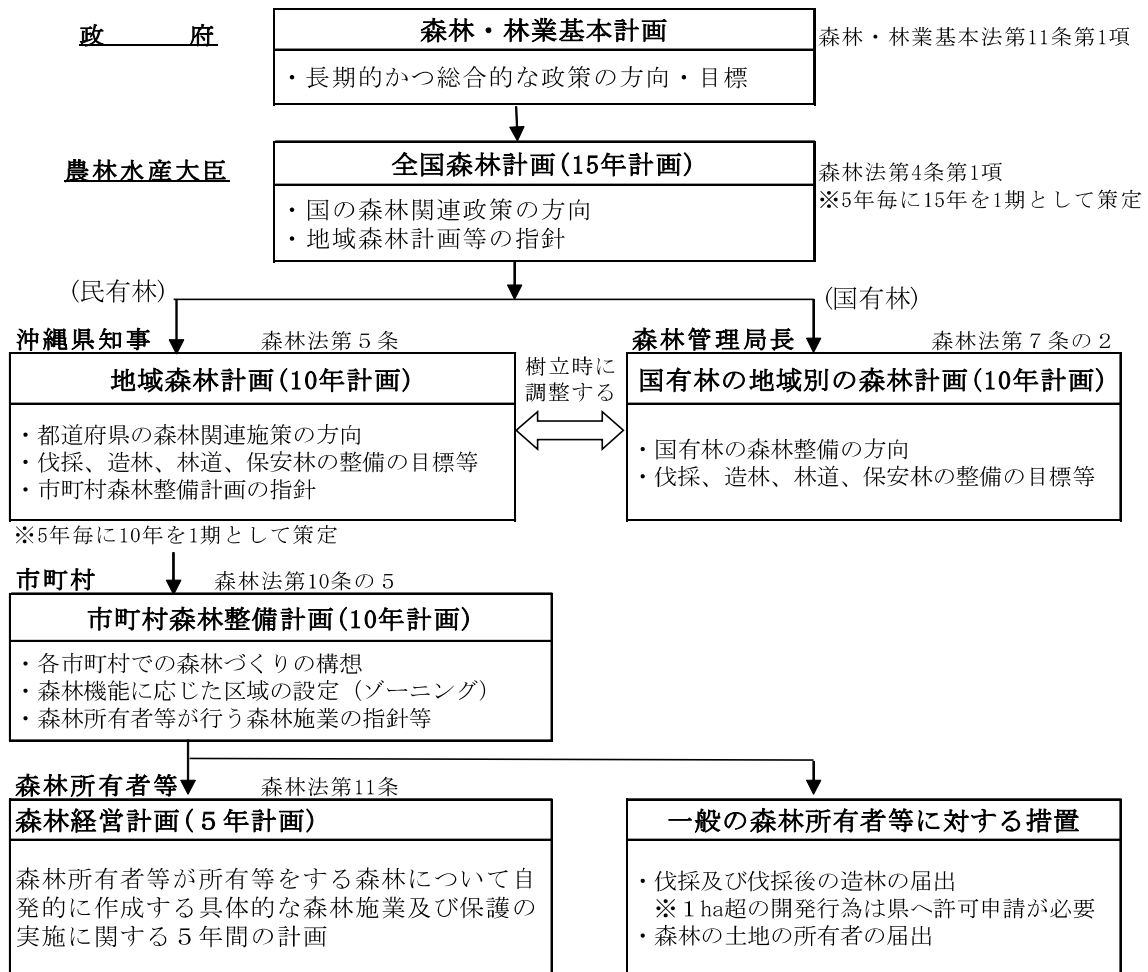 政　　府
森林・林業基本計画
森林・林業基本法第11条第1項
・長期的かつ総合的な政策の方向・目標
農林水産大臣
全国森林計画(15年計画)
森林法第4条第1項
※5年毎に15年を1期として策定
・国の森林関連政策の方向
・地域森林計画等の指針
(民有林)
(国有林)
沖縄県知事
森林法第５条
地域森林計画(10年計画)
・都道府県の森林関連施策の方向
・伐採、造林、林道、保安林の整備の目標等
・市町村森林整備計画の指針
※5年毎に10年を1期として策定
樹立時に
調整する
森林管理局長
森林法第７条の２
国有林の地域別の森林計画(10年計画)
・国有林の森林整備の方向
・伐採、造林、林道、保安林の整備の目標等
市町村
森林法第10条の５
市町村森林整備計画(10年計画)
・各市町村での森林づくりの構想
・森林機能に応じた区域の設定（ゾーニング）
・森林所有者等が行う森林施業の指針等
森林所有者等
森林法第11条
森林経営計画(５年計画)
森林所有者等が所有等をする森林について自
発的に作成する具体的な森林施業及び保護の
実施に関する５年間の計画
一般の森林所有者等に対する措置
・伐採及び伐採後の造林の届出
※１ha超の開発行為は県へ許可申請が必要
・森林の土地の所有者の届出